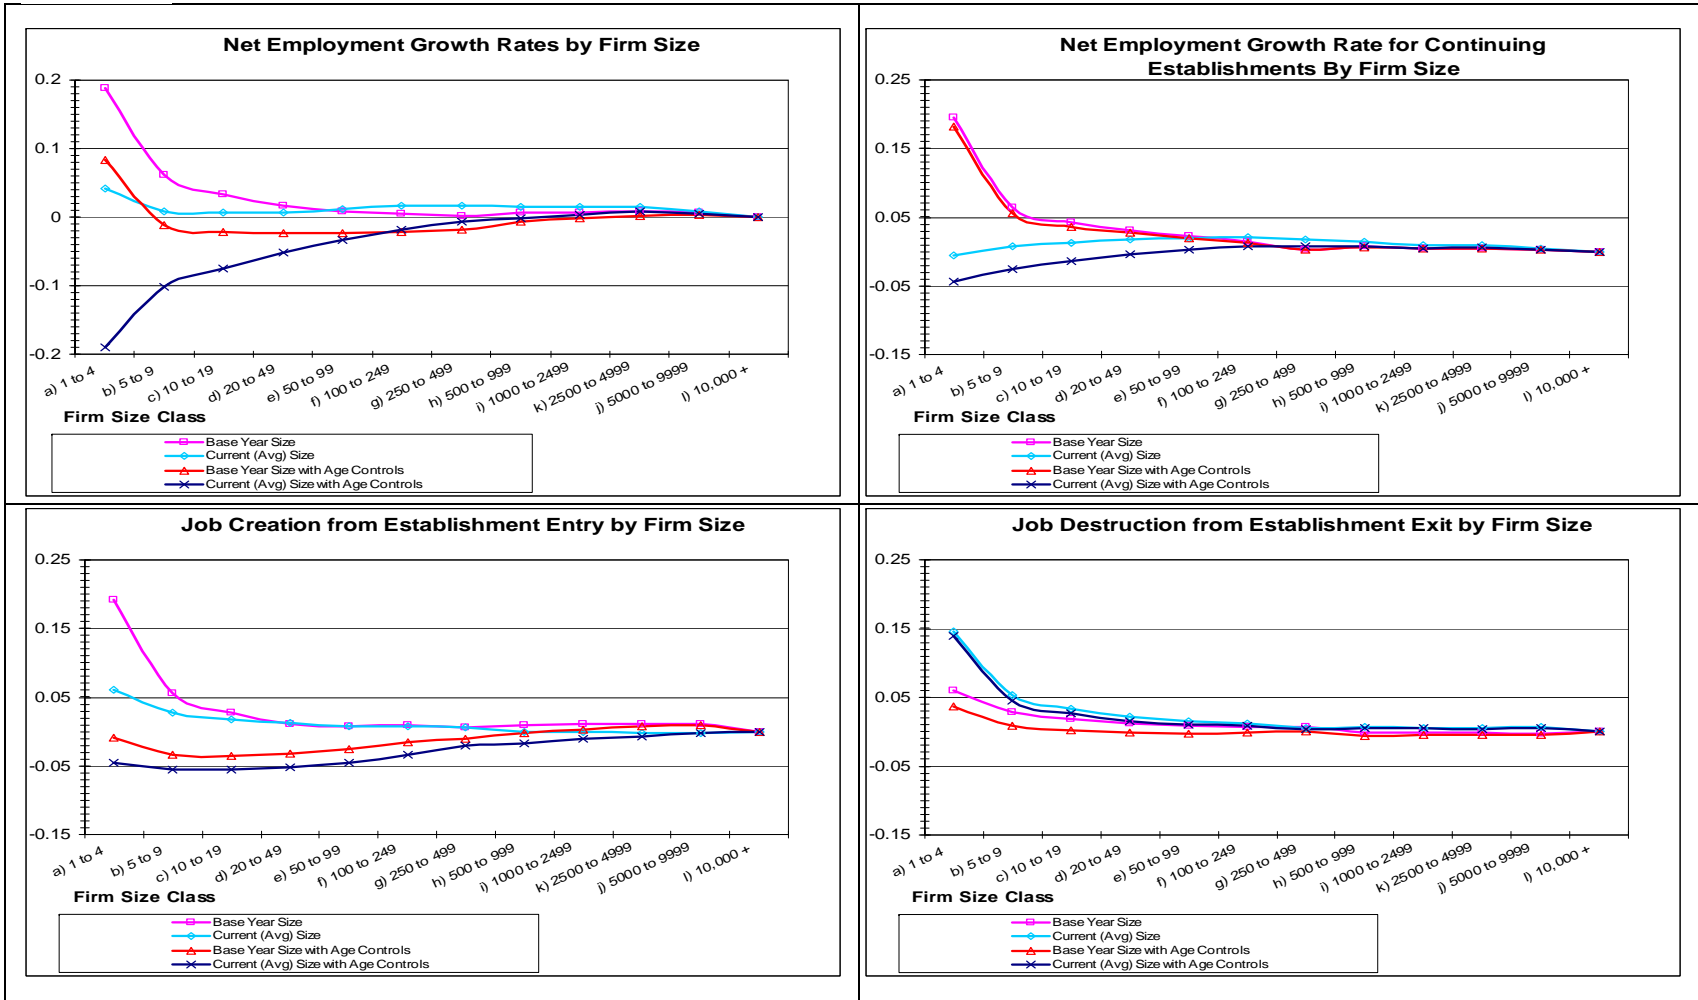 Net Employment Growth Rates by Firm Size
0.2
0.1
0
-0.1
-0.2
a) 1 to 4
b) 5 to 9
c) 10 to 19
d) 20 to 49
e) 50 to 99
f) 100 to 249
g) 250 to 499
h) 500 to 999
i) 1000 to 2499
k) 2500 to 4999
j) 5000 to 9999
l) 10,000 +
Firm Size Class
Base Year Size
Current (Avg) Size
Base Year Size with Age Controls
Current (Avg) Size with Age Controls
Net Employment Growth Rate for Continuing
Establishments By Firm Size
0.25
0.15
0.05
-0.05
-0.15
a) 1 to 4
b) 5 to 9
c) 10 to 19
d) 20 to 49
e) 50 to 99
f) 100 to 249
g) 250 to 499
h) 500 to 999
i) 1000 to 2499
k) 2500 to 4999
j) 5000 to 9999
l) 10,000 +
Firm Size Class
Base Year Size
Current (Avg) Size
Base Year Size with Age Controls
Current (Avg) Size with Age Controls
Job Creation from Establishment Entry by Firm Size
0.25
0.15
0.05
-0.05
-0.15
a) 1 to 4
b) 5 to 9
c) 10 to 19
d) 20 to 49
e) 50 to 99
f) 100 to 249
g) 250 to 499
h) 500 to 999
i) 1000 to 2499
k) 2500 to 4999
j) 5000 to 9999
l) 10,000 +
Firm Size Class
Base Year Size
Current (Avg) Size
Base Year Size with Age Controls
Current (Avg) Size with Age Controls
Job Destruction from Establishment Exit by Firm Size
0.25
0.15
0.05
-0.05
-0.15
a) 1 to 4
b) 5 to 9
c) 10 to 19
d) 20 to 49
e) 50 to 99
f) 100 to 249
g) 250 to 499
h) 500 to 999
i) 1000 to 2499
k) 2500 to 4999
j) 5000 to 9999
l) 10,000 +
Firm Size Class
Base Year Size
Current (Avg) Size
Base Year Size with Age Controls
Current (Avg) Size with Age Controls